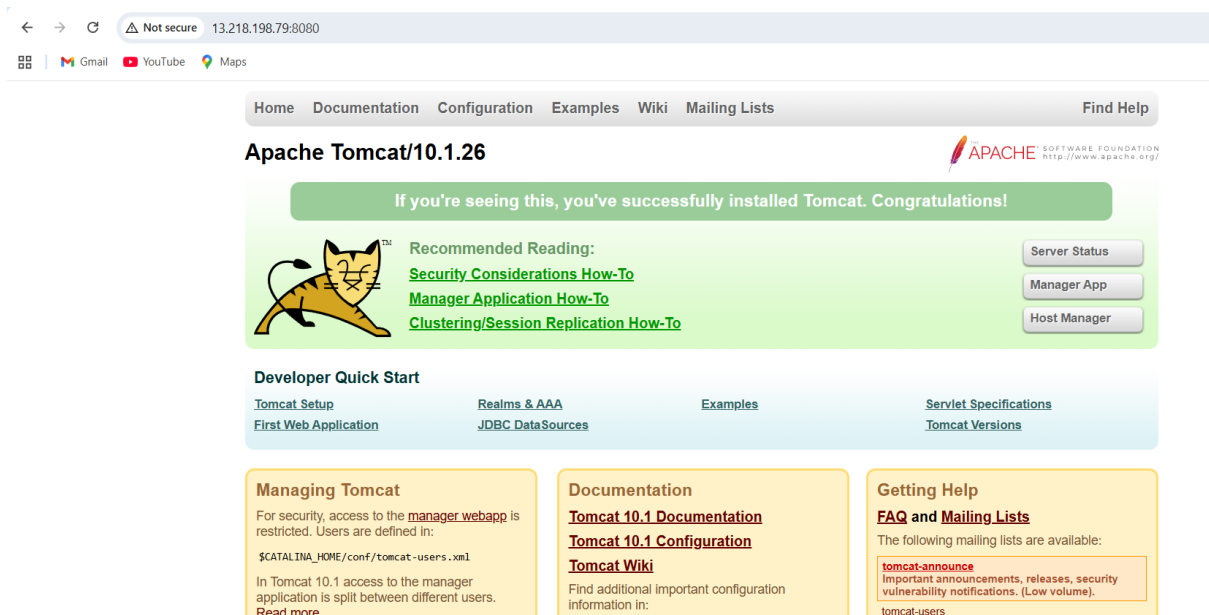 Not secure 13.218.198.79:8080
Gmail YouTube Maps
Home Documentation Configuration Examples Wiki Mailing Lists Find Help
Apache Tomcat/10.1.26
THE
APACHE SOFTWARE FOUNDATION
http://www.apache.org/
If you're seeing this, you've successfully installed Tomcat. Congratulations!
TM
Recommended Reading:
Security Considerations How-To
Manager Application How-To
Clustering/Session Replication How-To
Server Status
Manager App
Host Manager
Developer Quick Start
Tomcat Setup
First Web Application
Realms & AAA
JDBC DataSources
Examples
Servlet Specifications
Tomcat Versions
Managing Tomcat
For security, access to the manager webapp is
restricted. Users are defined in:
$CATALINA_HOME/conf/tomcat-users.xml
In Tomcat 10.1 access to the manager
application is split between different users.
Read more...
Documentation
Tomcat 10.1 Documentation
Tomcat 10.1 Configuration
Tomcat Wiki
Find additional important configuration
information in:
Getting Help
FAQ and Mailing Lists
The following mailing lists are available:
tomcat-announce
Important announcements, releases, security
vulnerability notifications. (Low volume).
tomcat-users